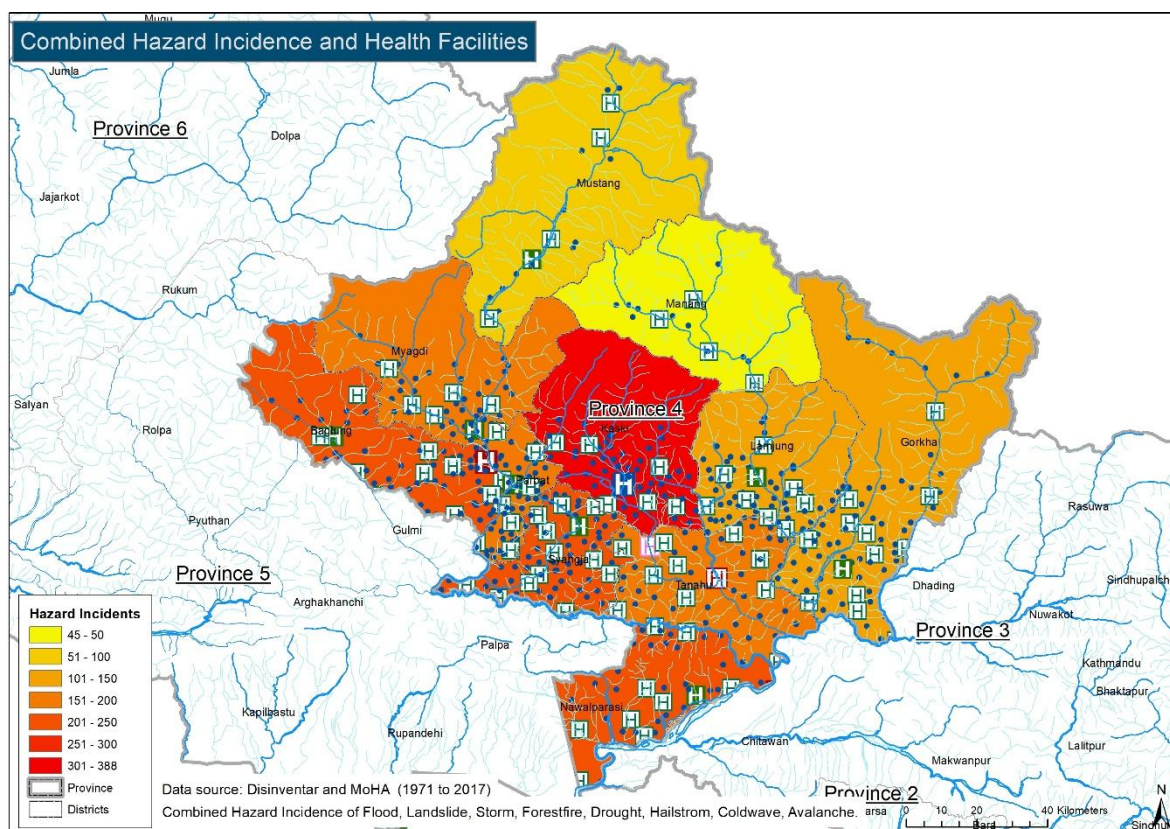 Combined Hazard Incidence and Health Facilities
Mugu
Jumla
Province 6
Dolpa
Jajarkot
Mustang
Rukum
Manang
Myagdi
Province 4
Kaski
Salyan
Rolpa
Baglung
Lamjung
Gorkha
Parbat
Rasuwa
Pyuthan
Gulmi
Syangja
Tanahu
Province 5
Dhading
Sindhupalch
Arghakhanchi
Nuwakot
Province 3
Palpa
Kathmandu
Bhaktapur
Kapilbastu
Nawalparasi
Rupandehi
Chitawan
Lalitpur
Makwanpur
Hazard Incidents
45 - 50
51 - 100
101 - 150
151 - 200
201 - 250
251 - 300
301 - 388
Province
Districts
Data source: Disinventar and MoHA (1971 to 2017)
Combined Hazard Incidence of Flood, Landslide, Storm, Forestfire, Drought, Hailstrom, Coldwave, Avalanche.
Province 2
arsa
0 10 20 40 Kilometers
N
Bara
Sindhu